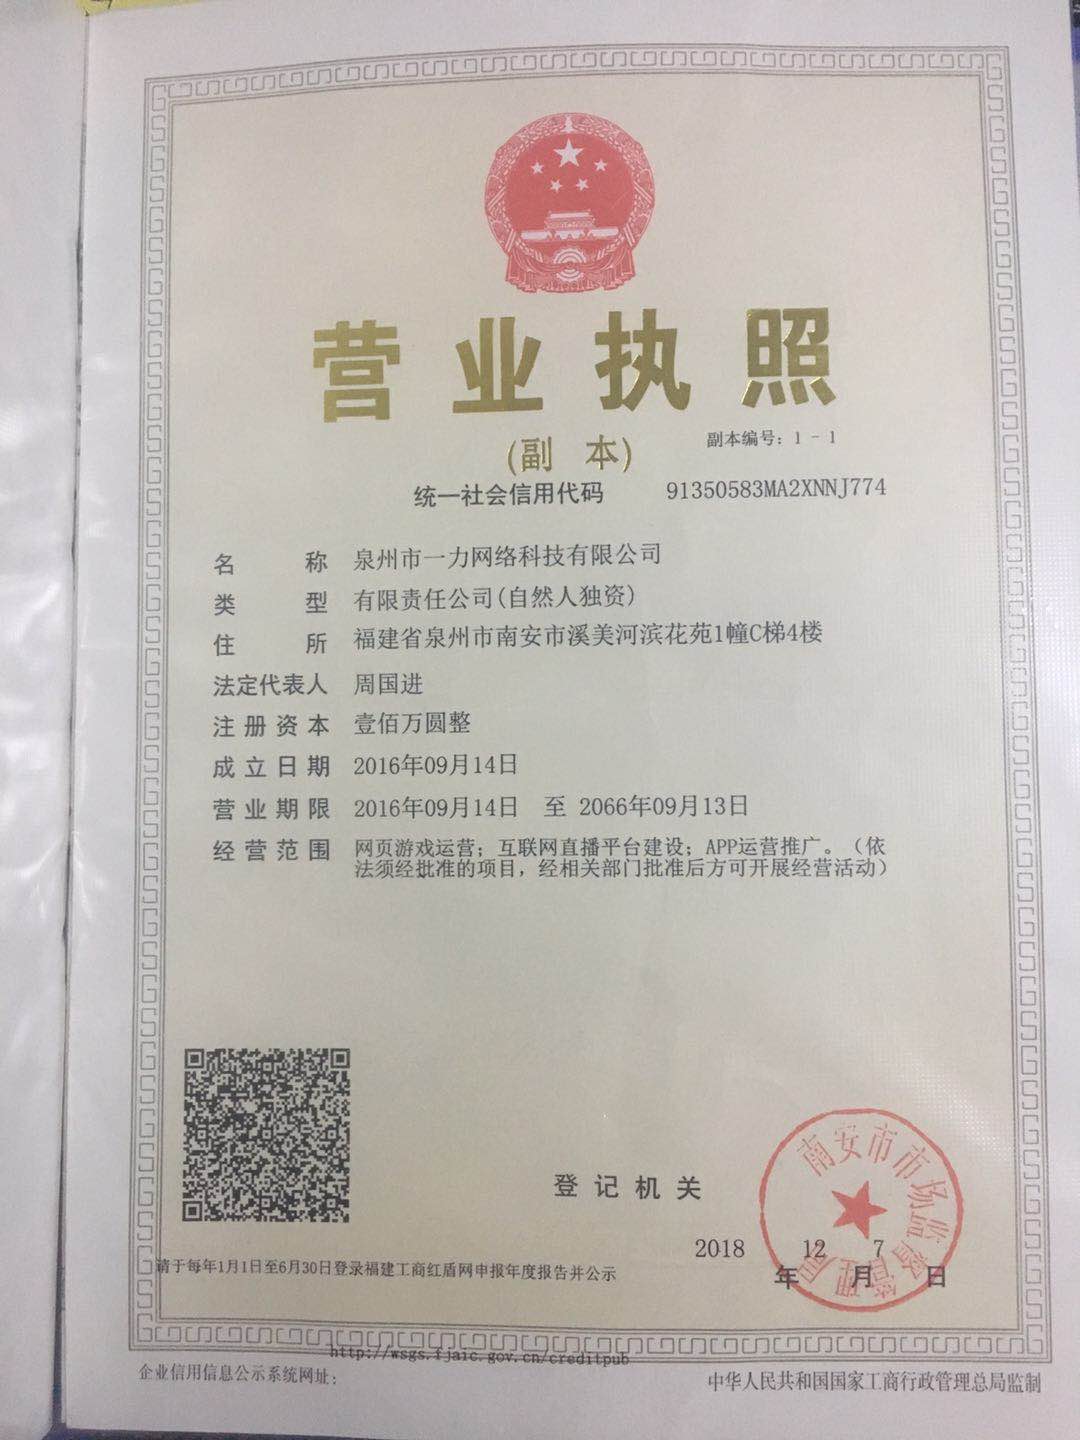 营业执照
(副 本)
副本编号：1－1
统一社会信用代码 91350583MA2XNNJ774
名称 泉州市一力网络科技有限公司
类型 有限责任公司(自然人独资)
住所 福建省泉州市南安市溪美河滨花苑1幢C梯4楼
法定代表人 周国进
注册资本 壹佰万圆整
成立日期 2016年09月14日
营业期限 2016年09月14日 至 2066年09月13日
经营范围 网页游戏运营；互联网直播平台建设；APP运营推广。（依
法须经批准的项目，经相关部门批准后方可开展经营活动）
南安市市场监督管理局
登记机关
2018年12月7日
请于每年1月1日至6月30日登录福建工商红盾网申报年度报告并公示
http://wsgs.fjaic.gov.cn/creditpub
企业信用信息公示系统网址：
中华人民共和国国家工商行政管理总局监制